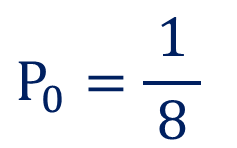 P₀ = 1/8